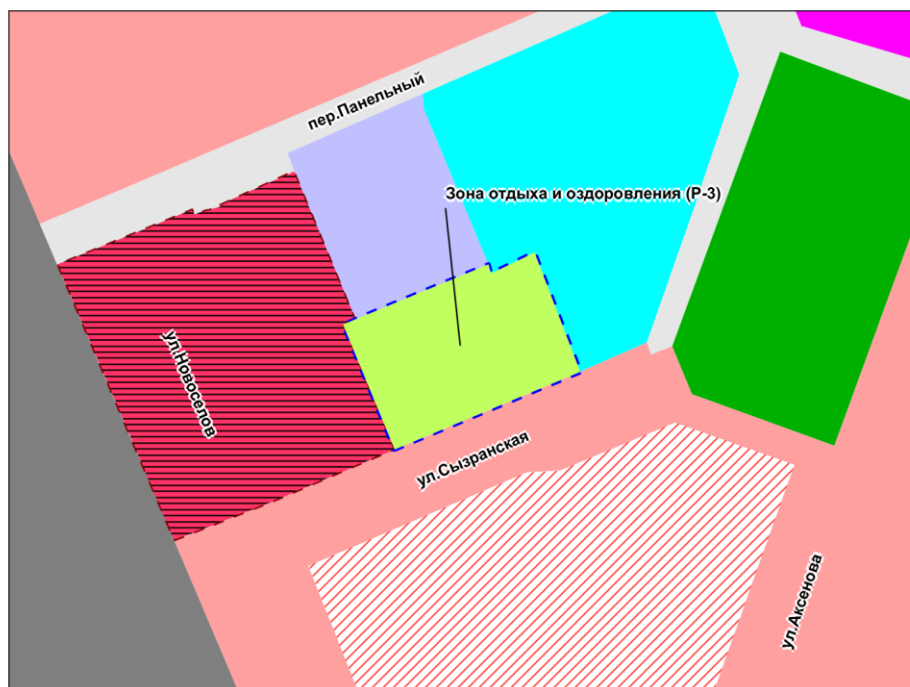 пер.Панельный
Зона отдыха и оздоровления (Р-3)
ул.Новоселов
ул.Сызранская
ул.Аксенова